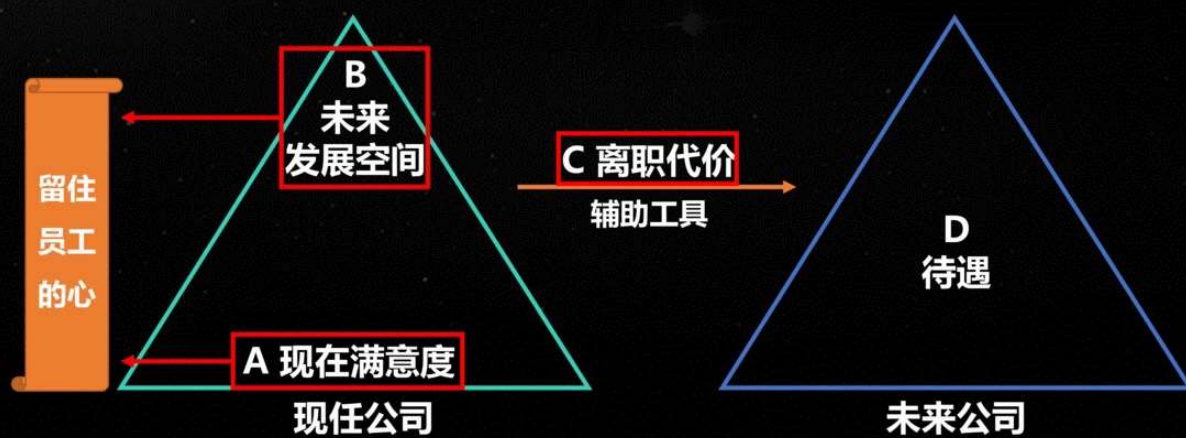 留住
员工
的心
B
未来
发展空间
A 现在满意度
现任公司
C 离职代价
辅助工具
D
待遇
未来公司